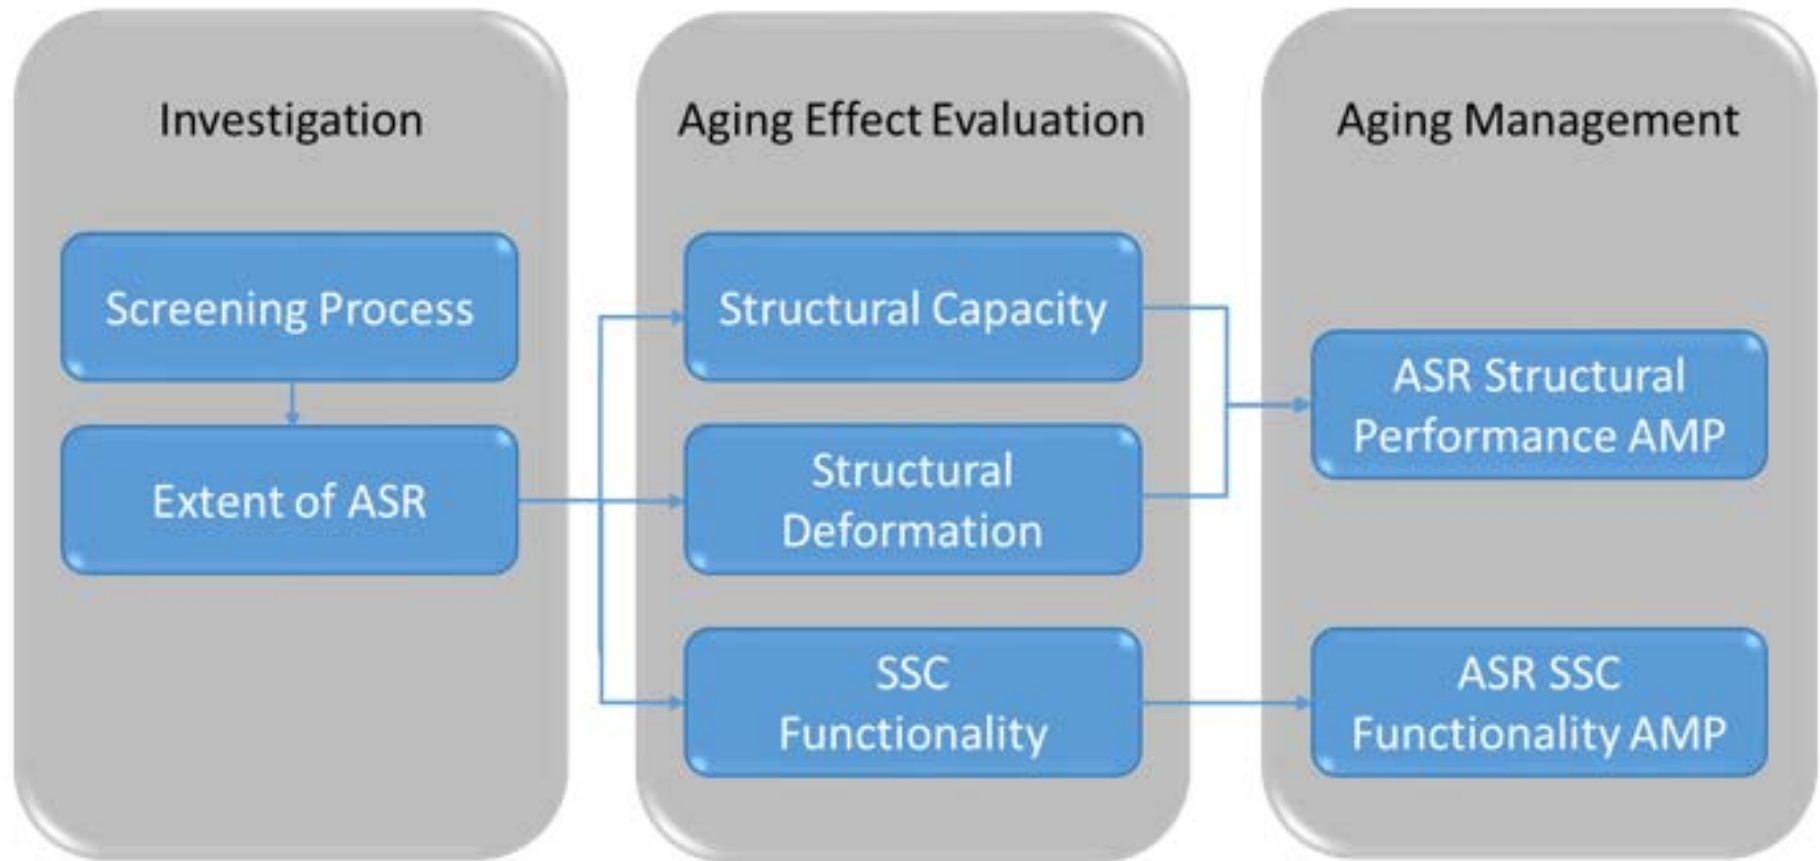 Investigation
Screening Process
Extent of ASR
Aging Effect Evaluation
Structural Capacity
Structural
Deformation
SSC
Functionality
Aging Management
ASR Structural
Performance AMP
ASR SSC
Functionality AMP